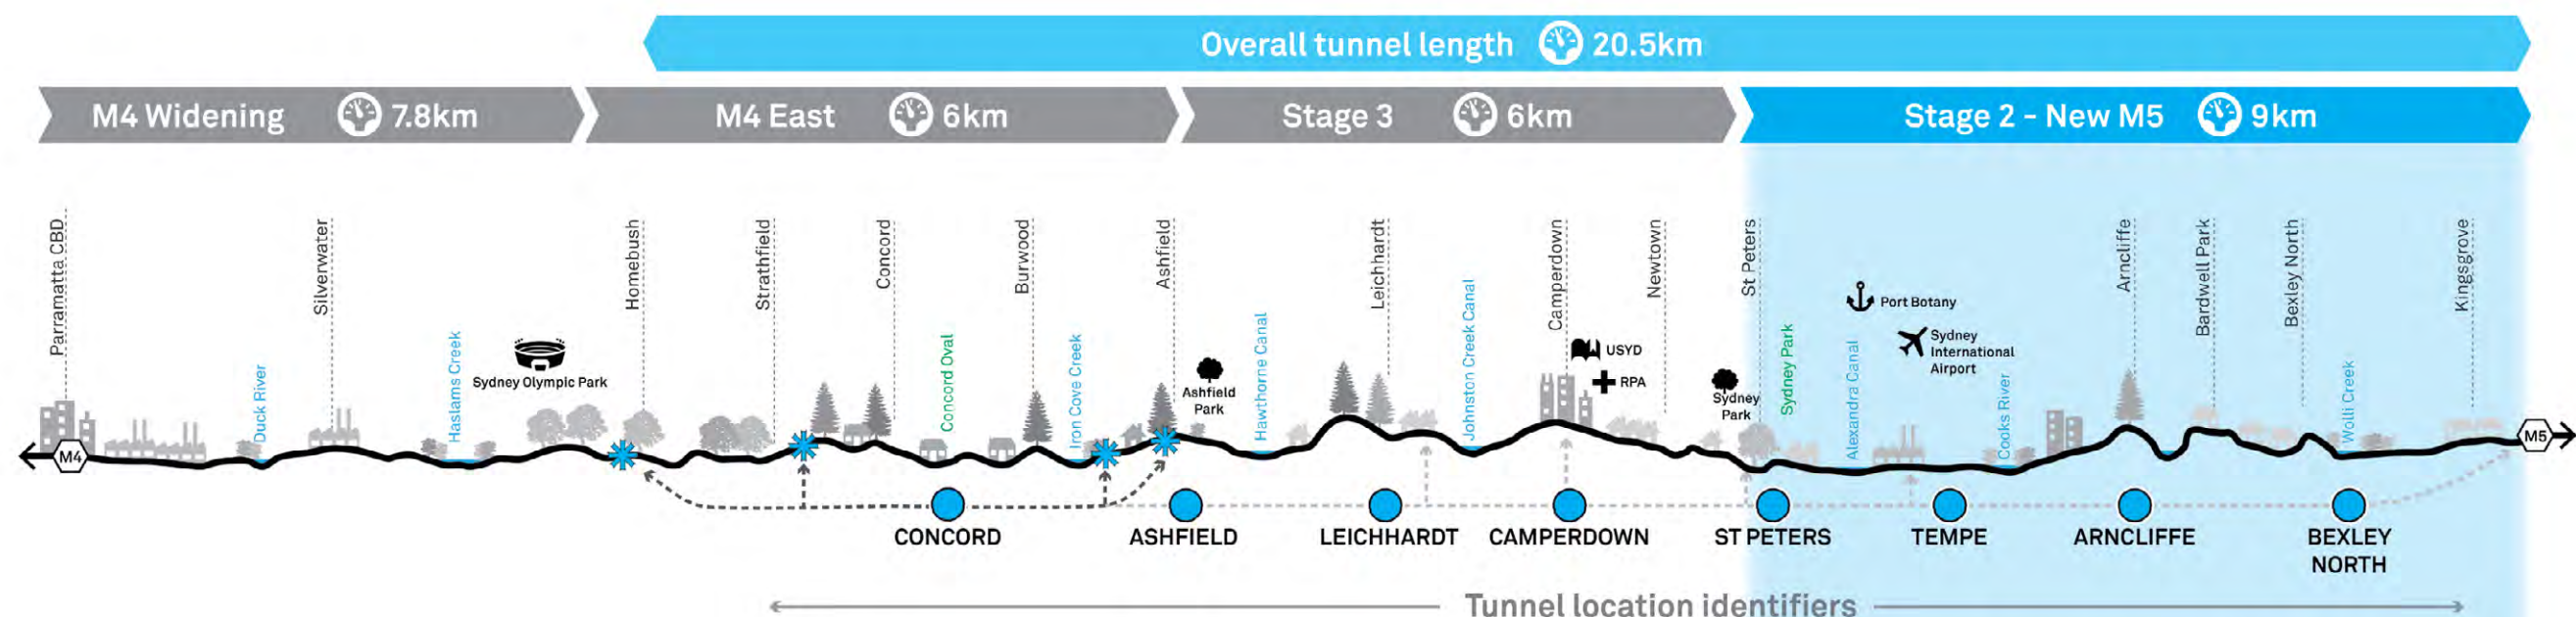 Overall tunnel length 20.5km
M4 Widening 7.8km
M4 East 6km
Stage 3 6km
Stage 2 - New M5 9km
Parramatta CBD
Duck River
Silverwater
Haslams Creek
Sydney Olympic Park
Homebush
Strathfield
Concord
Concord Oval
Burwood
Iron Cove Creek
Ashfield
Ashfield
Park
Hawthorne Canal
Leichhardt
Johnston Creek Canal
Camperdown
USYD
RPA
Newtown
Sydney
Park
St Peters
Sydney Park
Alexandra Canal
Port Botany
Sydney
International
Airport
Cooks River
Arncliffe
Bardwell Park
Bexley North
Wolli Creek
Kingsgrove
M4
M5
CONCORD
ASHFIELD
LEICHHARDT
CAMPERDOWN
ST PETERS
TEMPE
ARNCLIFFE
BEXLEY
NORTH
Tunnel location identifiers